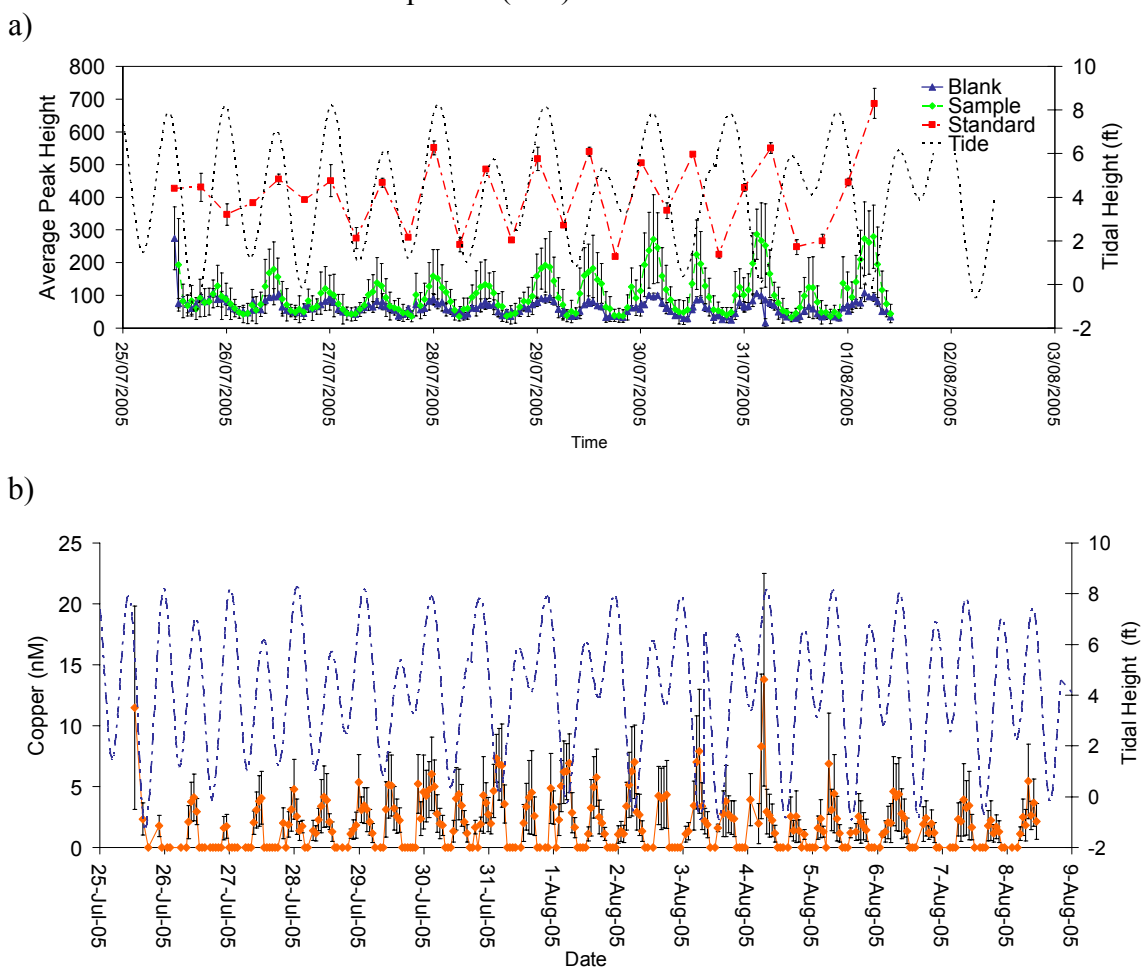 a)
800
700
600
500
400
300
200
100
0
Average Peak Height
10
8
6
4
2
0
-2
Tidal Height (ft)
Blank
Sample
Standard
Tide
25/07/2005
26/07/2005
27/07/2005
28/07/2005
29/07/2005
30/07/2005
31/07/2005
01/08/2005
02/08/2005
03/08/2005
Time
b)
25
20
15
10
5
0
Copper (nM)
10
8
6
4
2
0
-2
Tidal Height (ft)
25-Jul-05
26-Jul-05
27-Jul-05
28-Jul-05
29-Jul-05
30-Jul-05
31-Jul-05
1-Aug-05
2-Aug-05
3-Aug-05
4-Aug-05
5-Aug-05
6-Aug-05
7-Aug-05
8-Aug-05
9-Aug-05
Date